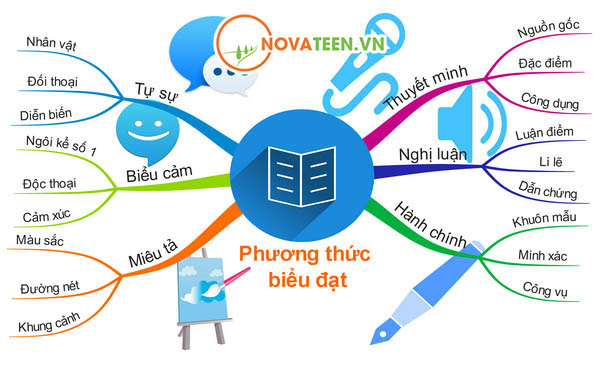 NOVATEEN.VN
Phương thức
biểu đạt
Tự sự
Nhân vật
Đối thoại
Diễn biến
Biểu cảm
Ngôi kể số 1
Độc thoại
Cảm xúc
Miêu tả
Màu sắc
Đường nét
Khung cảnh
Thuyết minh
Nguồn gốc
Đặc điểm
Công dụng
Nghị luận
Luận điểm
Lí lẽ
Dẫn chứng
Hành chính
Khuôn mẫu
Minh xác
Công vụ